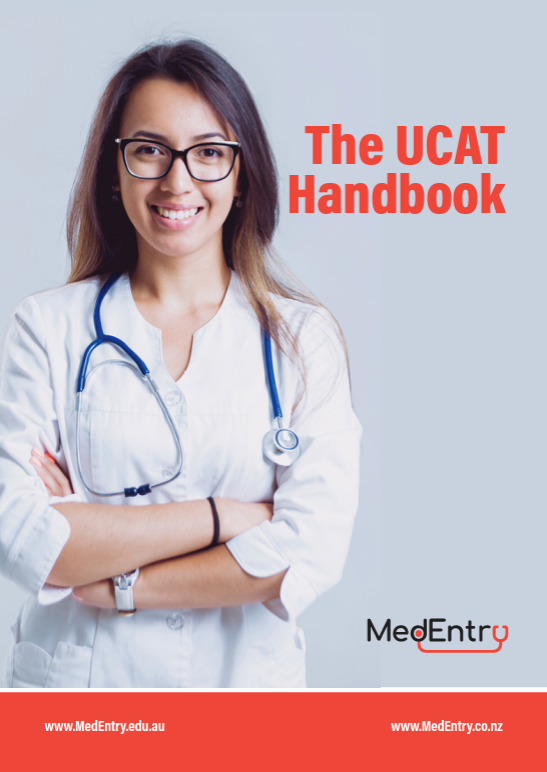 The UCAT
Handbook
MedEntry
www.MedEntry.edu.au
www.MedEntry.co.nz